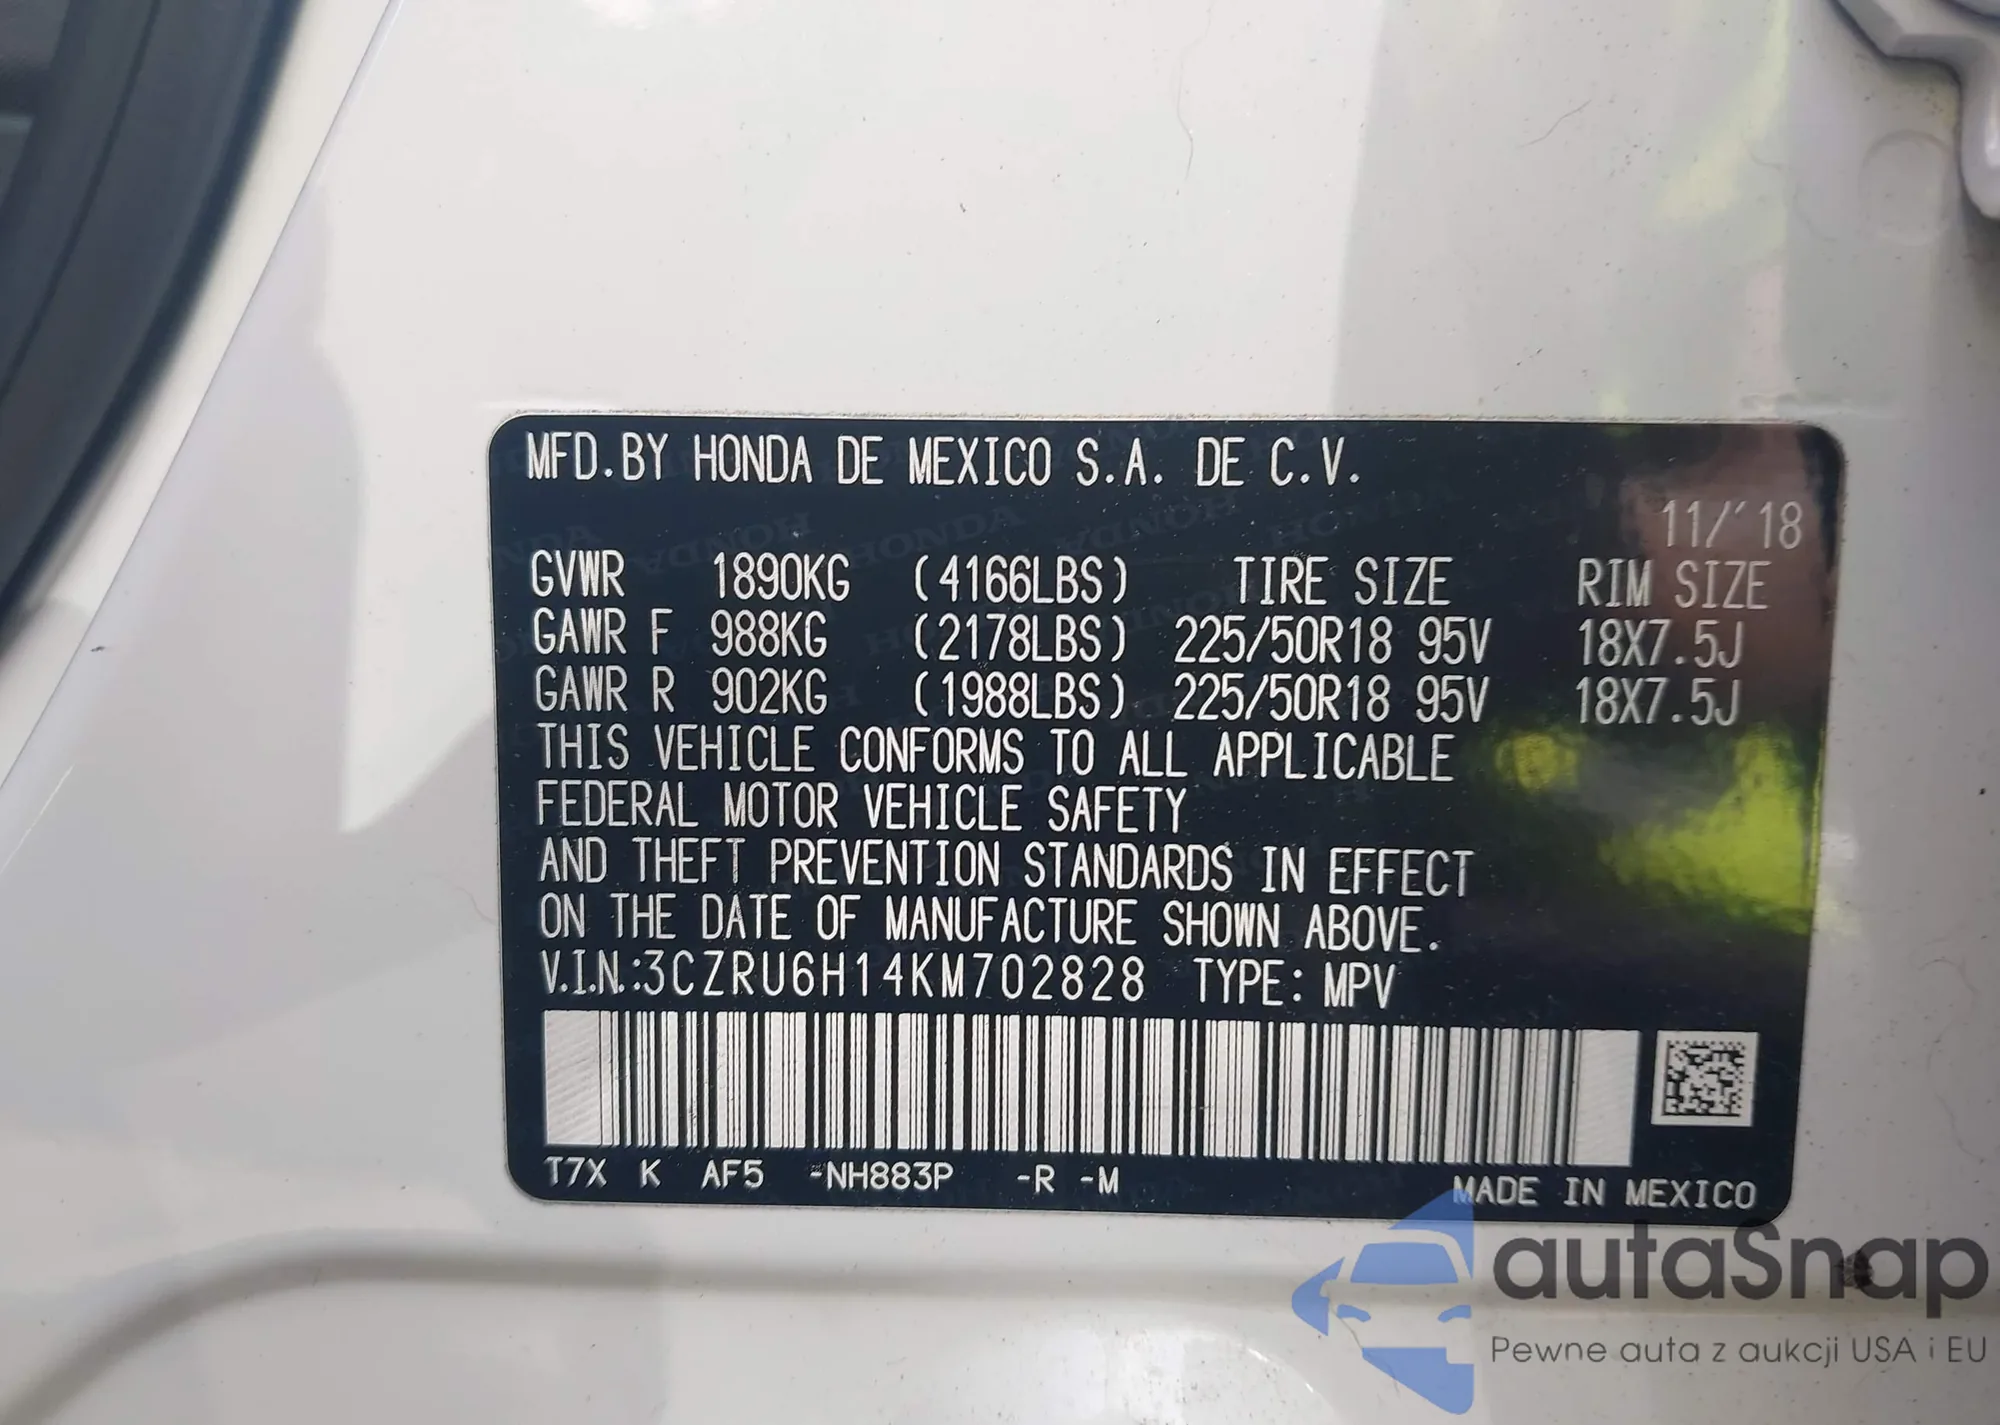 MFD.BY HONDA DE MEXICO S.A. DE C.V.
11/'18
GVWR 1890KG (4166LBS) TIRE SIZE RIM SIZE
GAWR F 988KG (2178LBS) 225/50R18 95V 18X7.5J
GAWR R 902KG (1988LBS) 225/50R18 95V 18X7.5J
THIS VEHICLE CONFORMS TO ALL APPLICABLE
FEDERAL MOTOR VEHICLE SAFETY
AND THEFT PREVENTION STANDARDS IN EFFECT
ON THE DATE OF MANUFACTURE SHOWN ABOVE.
V.I.N.:3CZRU6H14KM702828 TYPE: MPV
T7X K AF5 -NH883P -R -M
MADE IN MEXICO
autaSnap
Pewne auta z aukcji USA i EU